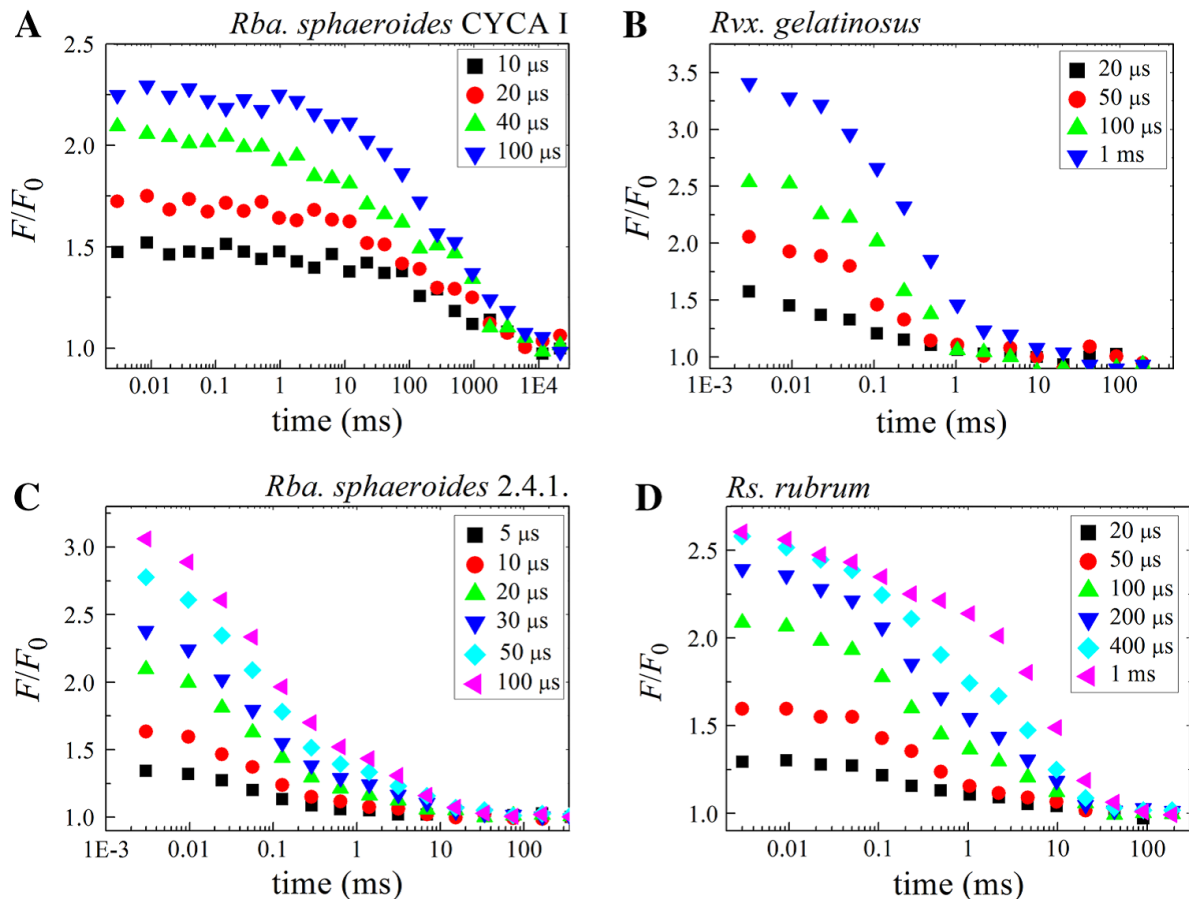 A
Rba. sphaeroides CYCA I
F/F0
2.5
2.0
1.5
1.0
10 μs
20 μs
40 μs
100 μs
0.01 0.1 1 10 100 1000 1E4
time (ms)
B
Rvx. gelatinosus
F/F0
3.5
3.0
2.5
2.0
1.5
1.0
20 μs
50 μs
100 μs
1 ms
1E-3 0.01 0.1 1 10 100
time (ms)
C
Rba. sphaeroides 2.4.1.
F/F0
3.0
2.5
2.0
1.5
1.0
5 μs
10 μs
20 μs
30 μs
50 μs
100 μs
1E-3 0.01 0.1 1 10 100
time (ms)
D
Rs. rubrum
F/F0
2.5
2.0
1.5
1.0
20 μs
50 μs
100 μs
200 μs
400 μs
1 ms
0.01 0.1 1 10 100
time (ms)